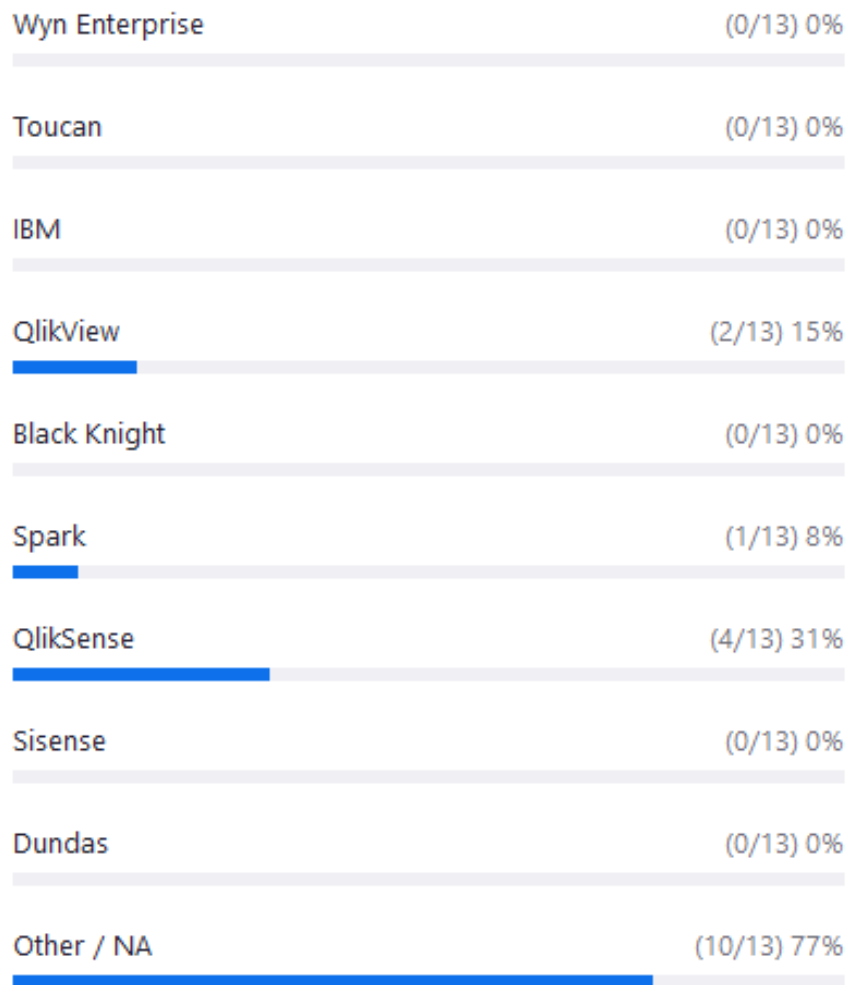 Wyn Enterprise (0/13) 0%
Toucan (0/13) 0%
IBM (0/13) 0%
QlikView (2/13) 15%
Black Knight (0/13) 0%
Spark (1/13) 8%
QlikSense (4/13) 31%
Sisense (0/13) 0%
Dundas (0/13) 0%
Other / NA (10/13) 77%